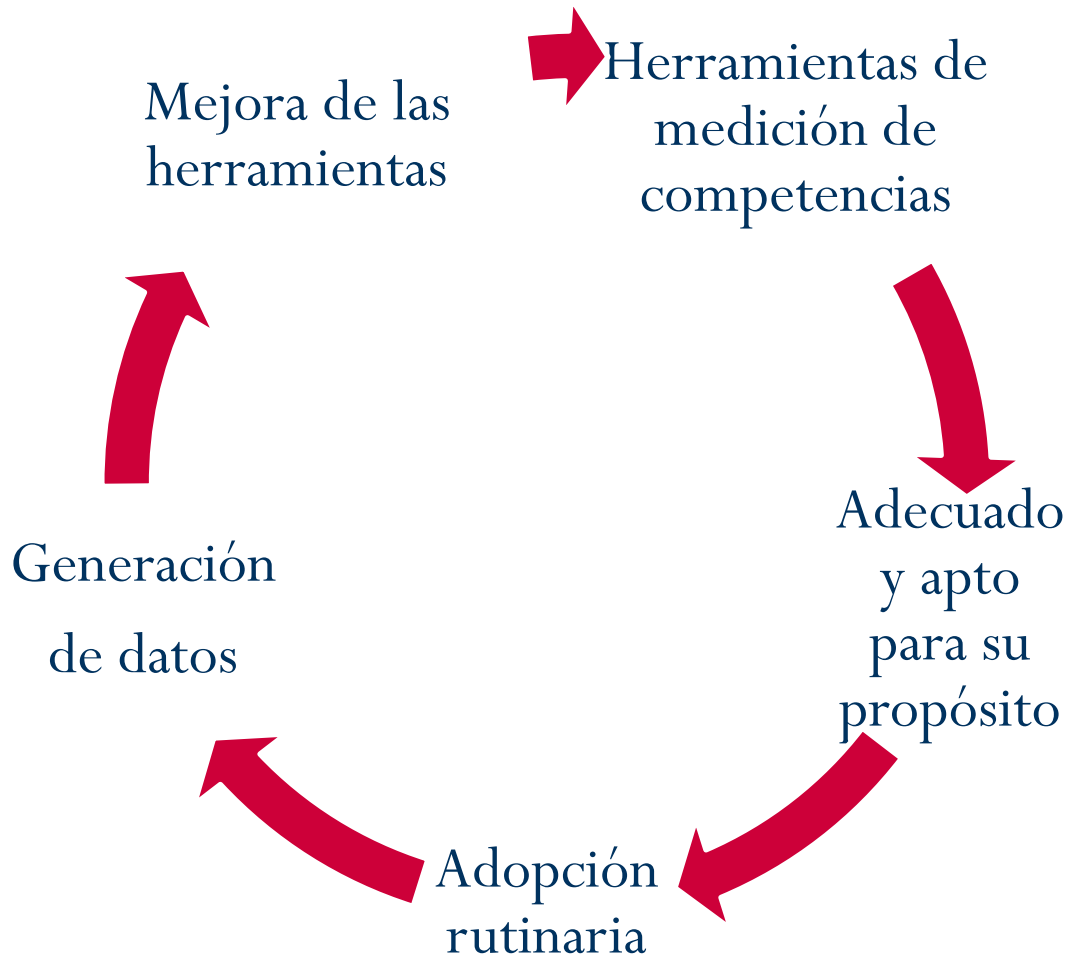 Mejora de las
herramientas
Herramientas de
medición de
competencias
Adecuado
y apto
para su
propósito
Adopción
rutinaria
Generación
de datos